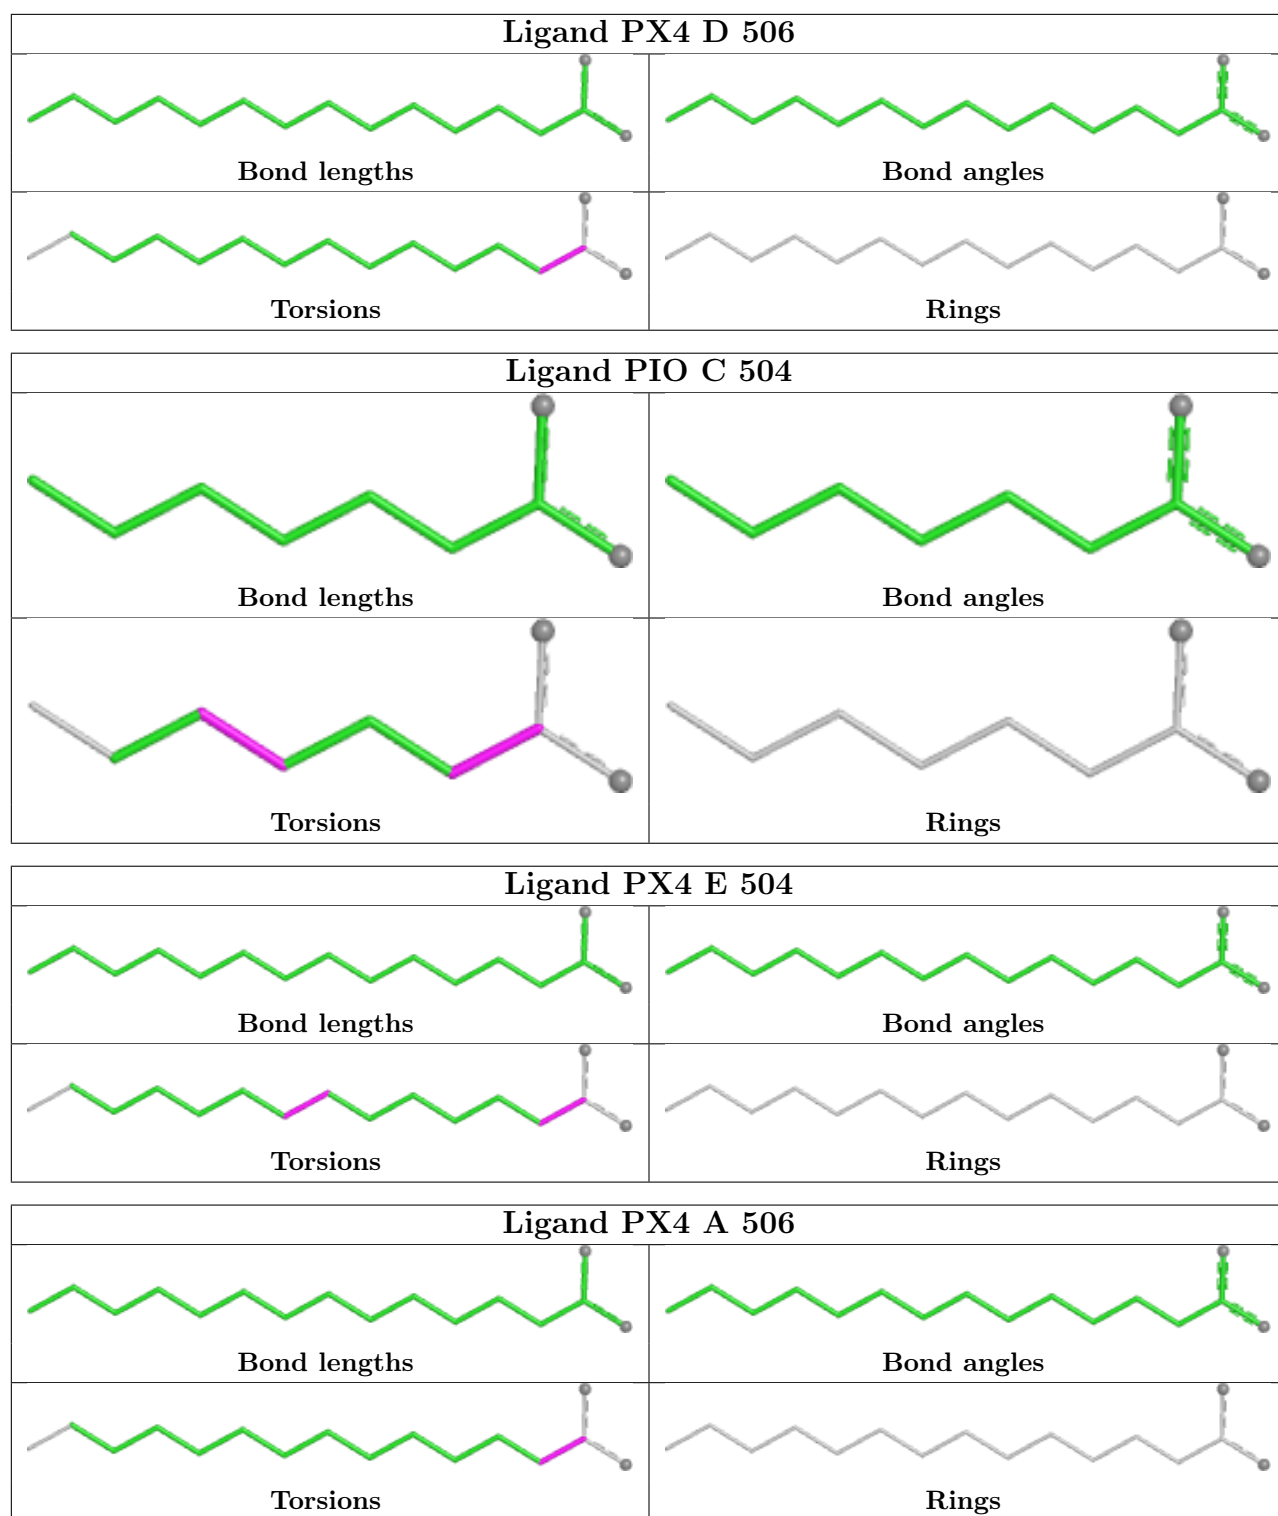 Ligand PX4 D 506
Bond lengths
Bond angles
Torsions
Rings
Ligand PIO C 504
Bond lengths
Bond angles
Torsions
Rings
Ligand PX4 E 504
Bond lengths
Bond angles
Torsions
Rings
Ligand PX4 A 506
Bond lengths
Bond angles
Torsions
Rings